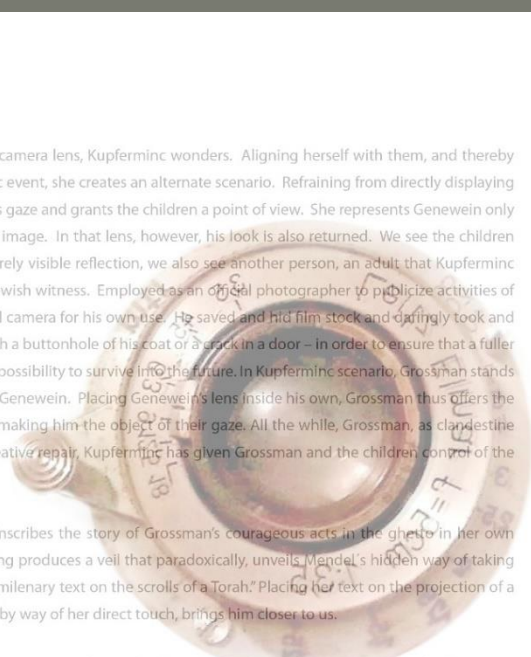 camera lens, Kupferminc wonders. Aligning herself with them, and thereby
t event, she creates an alternate scenario. Refraining from directly displaying
s gaze and grants the children a point of view. She represents Genewein only
image. In that lens, however, his look is also returned. We see the children
rely visible reflection, we also see another person, an adult that Kupferminc
wish witness. Employed as an official photographer to publicize activities of
l camera for his own use. He saved and hid film stock and daringly took and
h a buttonhole of his coat or a crack in a door – in order to ensure that a fuller
possibility to survive into the future. In Kupferminc scenario, Grossman stands
Genewein. Placing Genewein's lens inside his own, Grossman thus offers the
making him the object of their gaze. All the while, Grossman, as clandestine
ative repair, Kupferminc has given Grossman and the children control of the
nscribes the story of Grossman's courageous acts in the ghetto in her own
ng produces a veil that paradoxically, unveils Mendel´s hidden way of taking
milenary text on the scrolls of a Torah." Placing her text on the projection of a
by way of her direct touch, brings him closer to us.